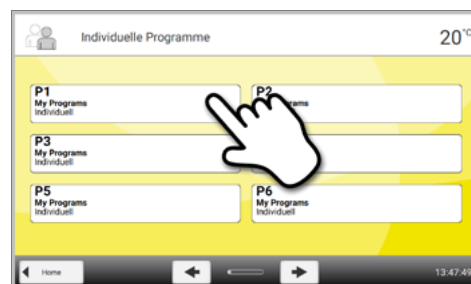 Individuelle Programme
20°C
P1
My Programs
Individuell
P2
P3
My Programs
Individuell
P5
My Programs
Individuell
P6
My Programs
Individuell
Home
13:47:49